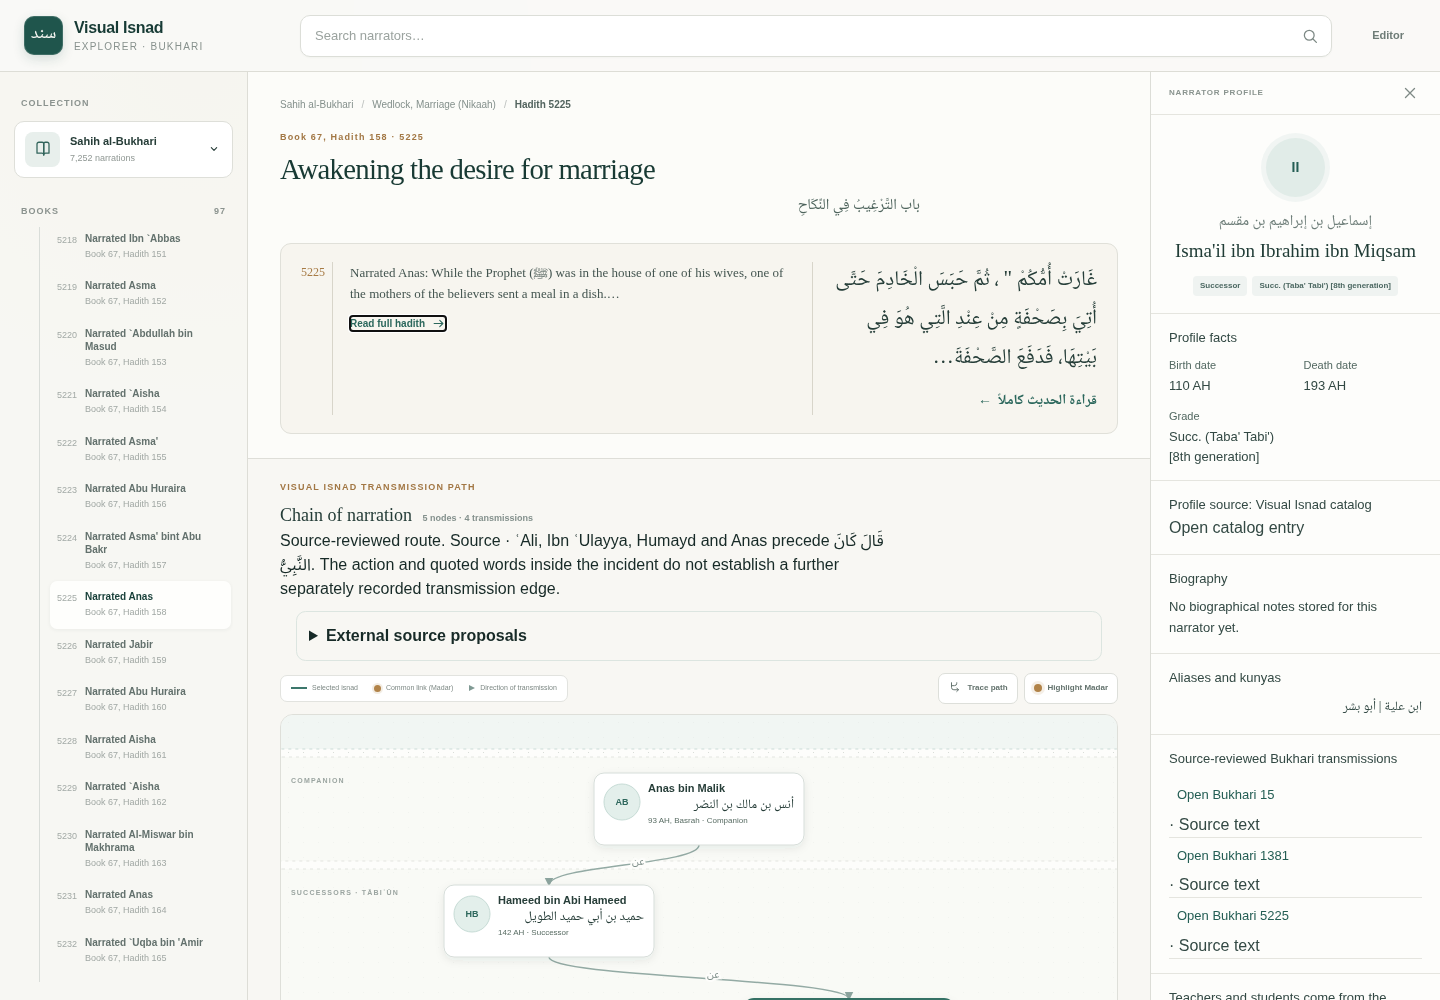 سند
Visual Isnad
EXPLORER · BUKHARI
Search narrators…
Editor
COLLECTION
Sahih al-Bukhari
7,252 narrations
BOOKS 97
5218 Narrated Ibn `Abbas
Book 67, Hadith 151
5219 Narrated Asma
Book 67, Hadith 152
5220 Narrated `Abdullah bin
Masud
Book 67, Hadith 153
5221 Narrated `Aisha
Book 67, Hadith 154
5222 Narrated Asma'
Book 67, Hadith 155
5223 Narrated Abu Huraira
Book 67, Hadith 156
5224 Narrated Asma' bint Abu
Bakr
Book 67, Hadith 157
5225 Narrated Anas
Book 67, Hadith 158
5226 Narrated Jabir
Book 67, Hadith 159
5227 Narrated Abu Huraira
Book 67, Hadith 160
5228 Narrated Aisha
Book 67, Hadith 161
5229 Narrated `Aisha
Book 67, Hadith 162
5230 Narrated Al-Miswar bin
Makhrama
Book 67, Hadith 163
5231 Narrated Anas
Book 67, Hadith 164
5232 Narrated `Uqba bin 'Amir
Book 67, Hadith 165
Sahih al-Bukhari / Wedlock, Marriage (Nikaah) / Hadith 5225
Book 67, Hadith 158 · 5225
Awakening the desire for marriage
باب التَّرْغِيبُ فِي النِّكَاحِ
5225
Narrated Anas: While the Prophet (ﷺ) was in the house of one of his wives, one of
the mothers of the believers sent a meal in a dish.…
Read full hadith →
غَارَتْ أُمُّكُمْ " ، ثُمَّ حَبَسَ الْخَادِمَ حَتَّى
أُتِيَ بِصَحْفَةٍ مِنْ عِنْدِ الَّتِي هُوَ فِي
بَيْتِهَا، فَدَفَعَ الصَّحْفَةَ…
قراءة الحديث كاملاً ←
VISUAL ISNAD TRANSMISSION PATH
Chain of narration 5 nodes · 4 transmissions
Source-reviewed route. Source · ʿAli, Ibn ʿUlayya, Humayd and Anas precede قَالَ كَانَ
النَّبِيُّ. The action and quoted words inside the incident do not establish a further
separately recorded transmission edge.
External source proposals
Selected isnad Common link (Madar) Direction of transmission
Trace path
Highlight Madar
COMPANION
AB
Anas bin Malik
أنس بن مالك بن النضر
93 AH, Basrah · Companion
عن
SUCCESSORS · TĀBIʿŪN
HB
Hameed bin Abi Hameed
حميد بن أبي حميد الطويل
142 AH · Successor
عن
NARRATOR PROFILE
II
إسماعيل بن إبراهيم بن مقسم
Isma'il ibn Ibrahim ibn Miqsam
Successor Succ. (Taba' Tabi') [8th generation]
Profile facts
Birth date Death date
110 AH 193 AH
Grade
Succ. (Taba' Tabi')
[8th generation]
Profile source: Visual Isnad catalog
Open catalog entry
Biography
No biographical notes stored for this
narrator yet.
Aliases and kunyas
ابن علية | أبو بشر
Source-reviewed Bukhari transmissions
Open Bukhari 15
· Source text
Open Bukhari 1381
· Source text
Open Bukhari 5225
· Source text
Teachers and students come from the